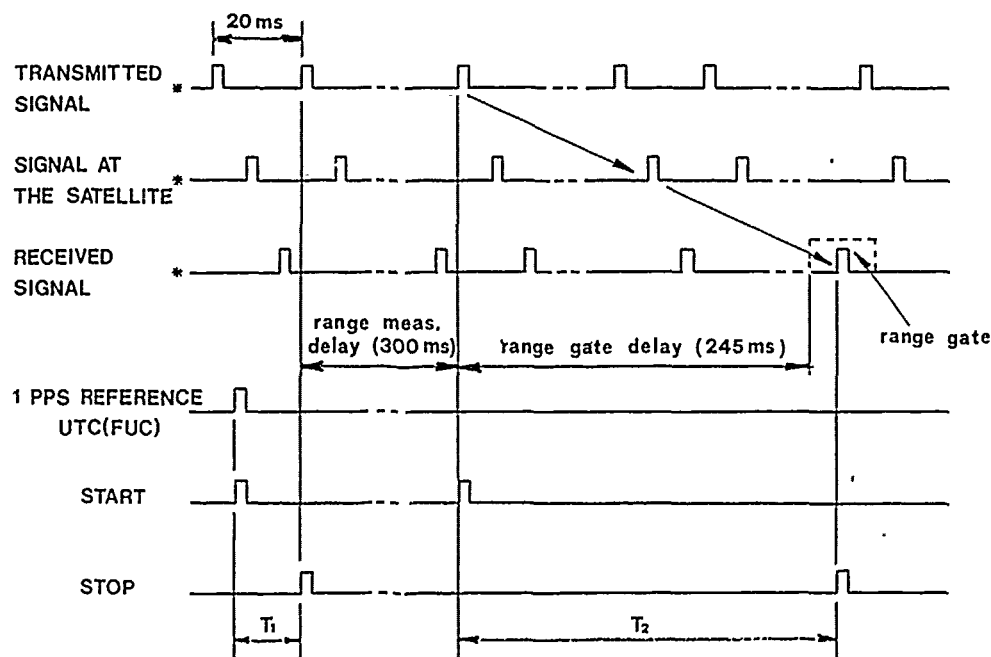 20 ms
TRANSMITTED
SIGNAL *
SIGNAL AT
THE SATELLITE *
RECEIVED
SIGNAL *
range meas.
delay (300 ms)
range gate delay (245 ms)
range gate
1 PPS REFERENCE
UTC(FUC)
START
STOP
T1
T2